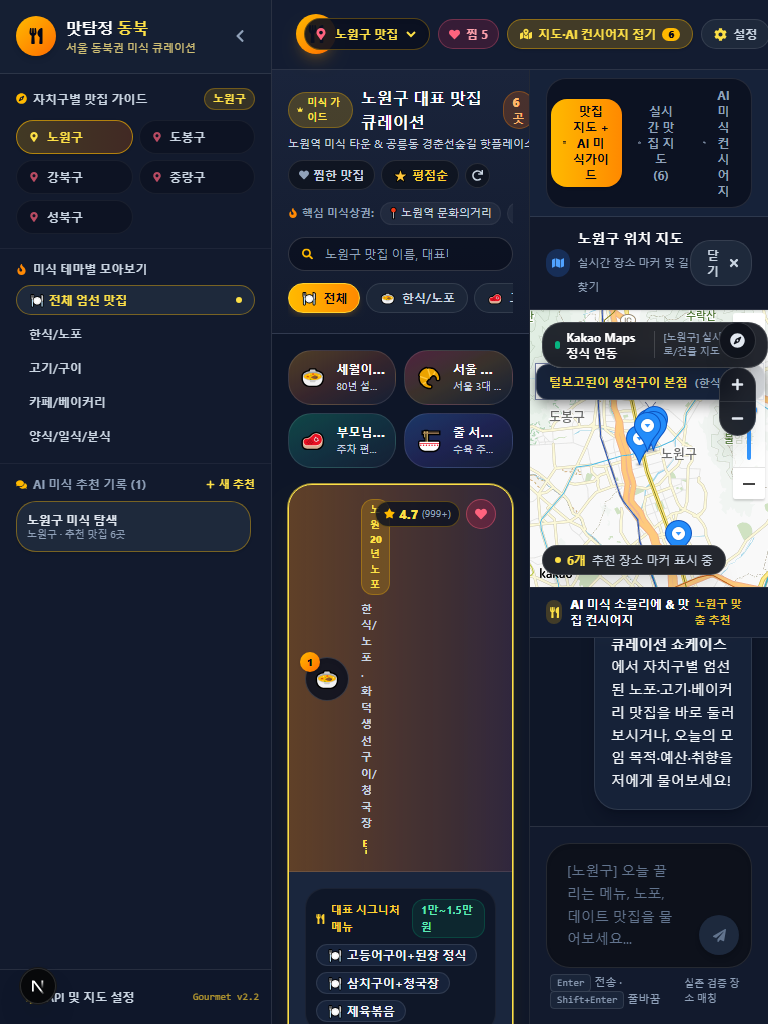 맛탐정 동북
서울 동북권 미식 큐레이션
자치구별 맛집 가이드
노원구
노원구
도봉구
강북구
중랑구
성북구
미식 테마별 모아보기
전체 엄선 맛집
한식/노포
고기/구이
카페/베이커리
양식/일식/분식
AI 미식 추천 기록 (1)
+ 새 추천
노원구 미식 탐색
노원구 · 추천 맛집 6곳
N
API 및 지도 설정
Gourmet v2.2
노원구 맛집
찜 5
지도·AI 컨시어지 접기
6
설정
미식 가
이드
노원구 대표 맛집
큐레이션
6
곳
노원구 미식 타운 & 공릉동 경춘선숲길 핫플레이스
찜한 맛집
평점순
핵심 미식상권:
노원역 문화의거리
노원구 맛집 이름, 대표
전체
한식/노포
세월이...
80년 설...
서울 ...
서울 3대 ...
부모님...
주차 편...
줄 서...
수육 주...
노
원
20
년
노
포
4.7
(999+)
1
한
식/
노
포
·
화
덕
생
선
구
이/
청
국
장
대표 시그니처
메뉴
1만~1.5만
원
고등어구이+된장 정식
삼치구이+청국장
제육볶음
맛집
지도 +
AI 미
식가이
드
실시
간 맛
집 지
도
(6)
AI
미
식
컨
시
어
지
노원구 위치 지도
실시간 장소 마커 및 길
찾기
닫
기
수락산
Kakao Maps
정식 연동
[노원구] 실시
로/건물 지도
털보고된이 생선구이 본점 (한식
+
−
도봉구
노원구
−
6개 추천 장소 마커 표시 중
kakao
AI 미식 소믈리에 & 맛
집 컨시어지
노원구 맞
춤 추천
큐레이션 쇼케이스
에서 자치구별 엄선
된 노포·고기·베이커
리 맛집을 바로 둘러
보시거나, 오늘의 모
임 목적·예산·취향을
저에게 물어보세요!
[노원구] 오늘 끌
리는 메뉴, 노포,
데이트 맛집을 물
어보세요...
Enter 전송 ·
Shift+Enter 줄바꿈
실존 검증 장
소 매칭